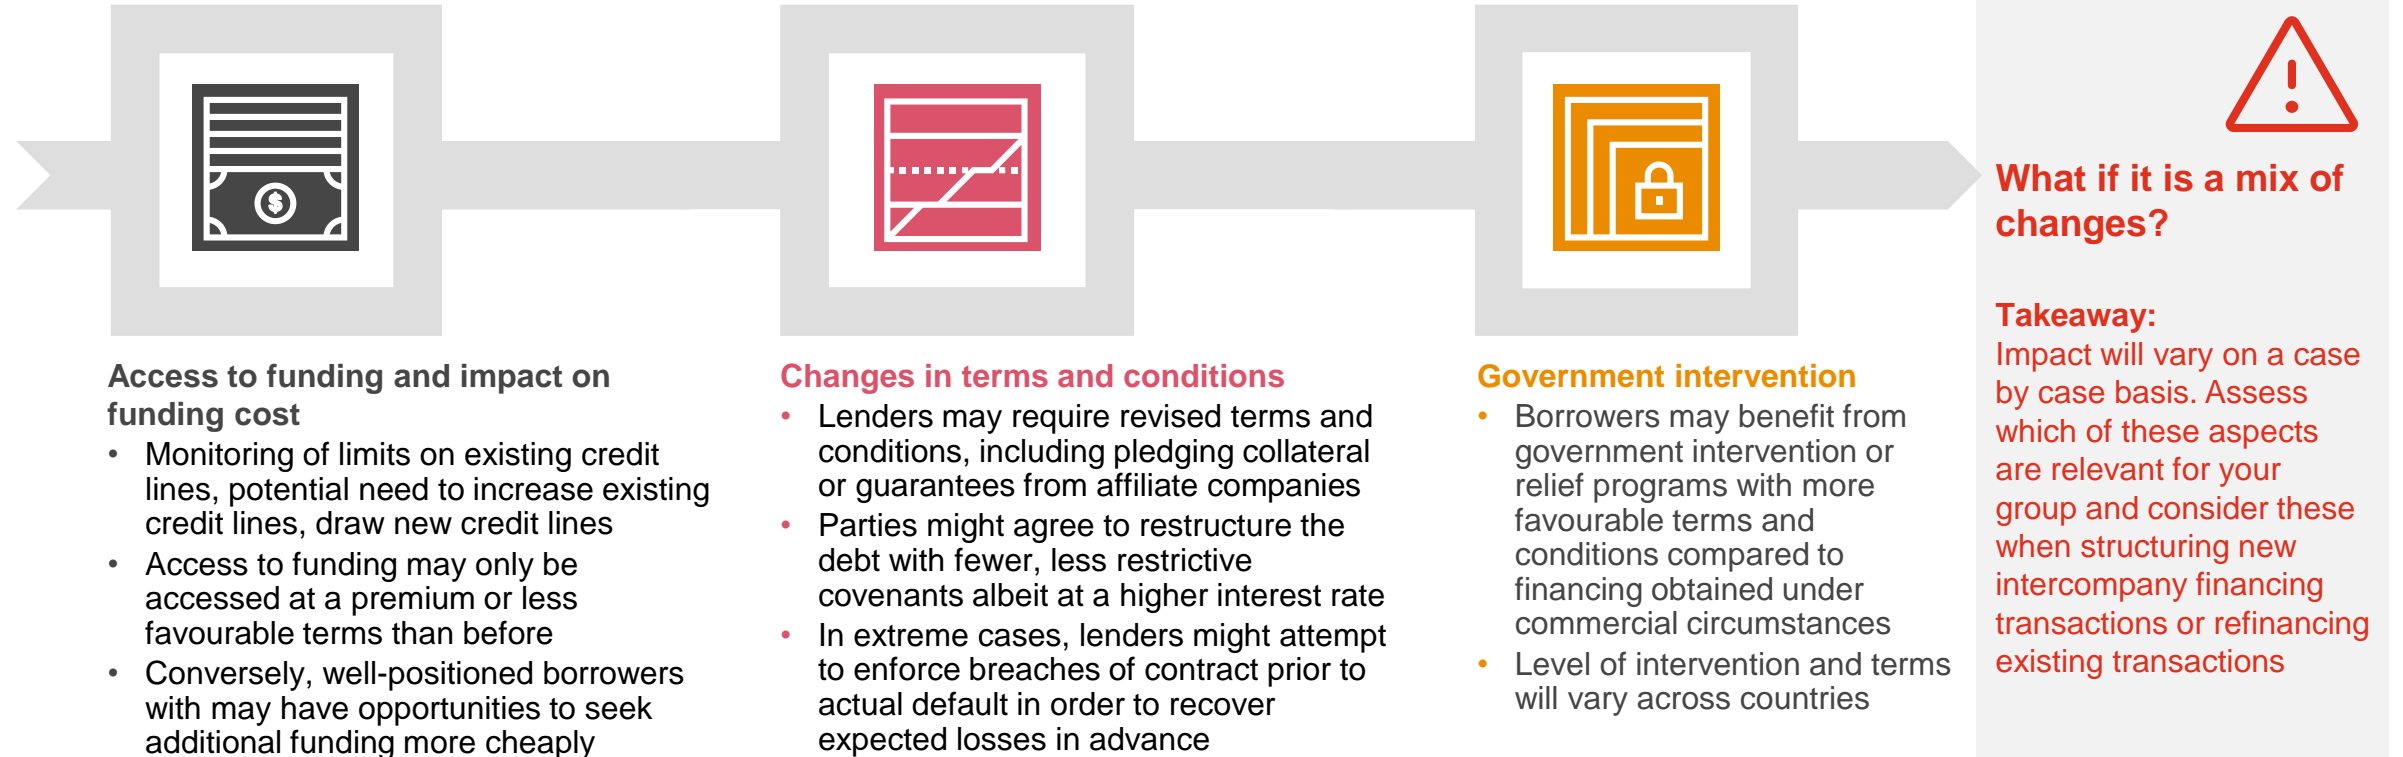 Access to funding and impact on
funding cost
• Monitoring of limits on existing credit
lines, potential need to increase existing
credit lines, draw new credit lines
• Access to funding may only be
accessed at a premium or less
favourable terms than before
• Conversely, well-positioned borrowers
with may have opportunities to seek
additional funding more cheaply
Changes in terms and conditions
• Lenders may require revised terms and
conditions, including pledging collateral
or guarantees from affiliate companies
• Parties might agree to restructure the
debt with fewer, less restrictive
covenants albeit at a higher interest rate
• In extreme cases, lenders might attempt
to enforce breaches of contract prior to
actual default in order to recover
expected losses in advance
Government intervention
• Borrowers may benefit from
government intervention or
relief programs with more
favourable terms and
conditions compared to
financing obtained under
commercial circumstances
• Level of intervention and terms
will vary across countries
What if it is a mix of
changes?
Takeaway:
Impact will vary on a case
by case basis. Assess
which of these aspects
are relevant for your
group and consider these
when structuring new
intercompany financing
transactions or refinancing
existing transactions